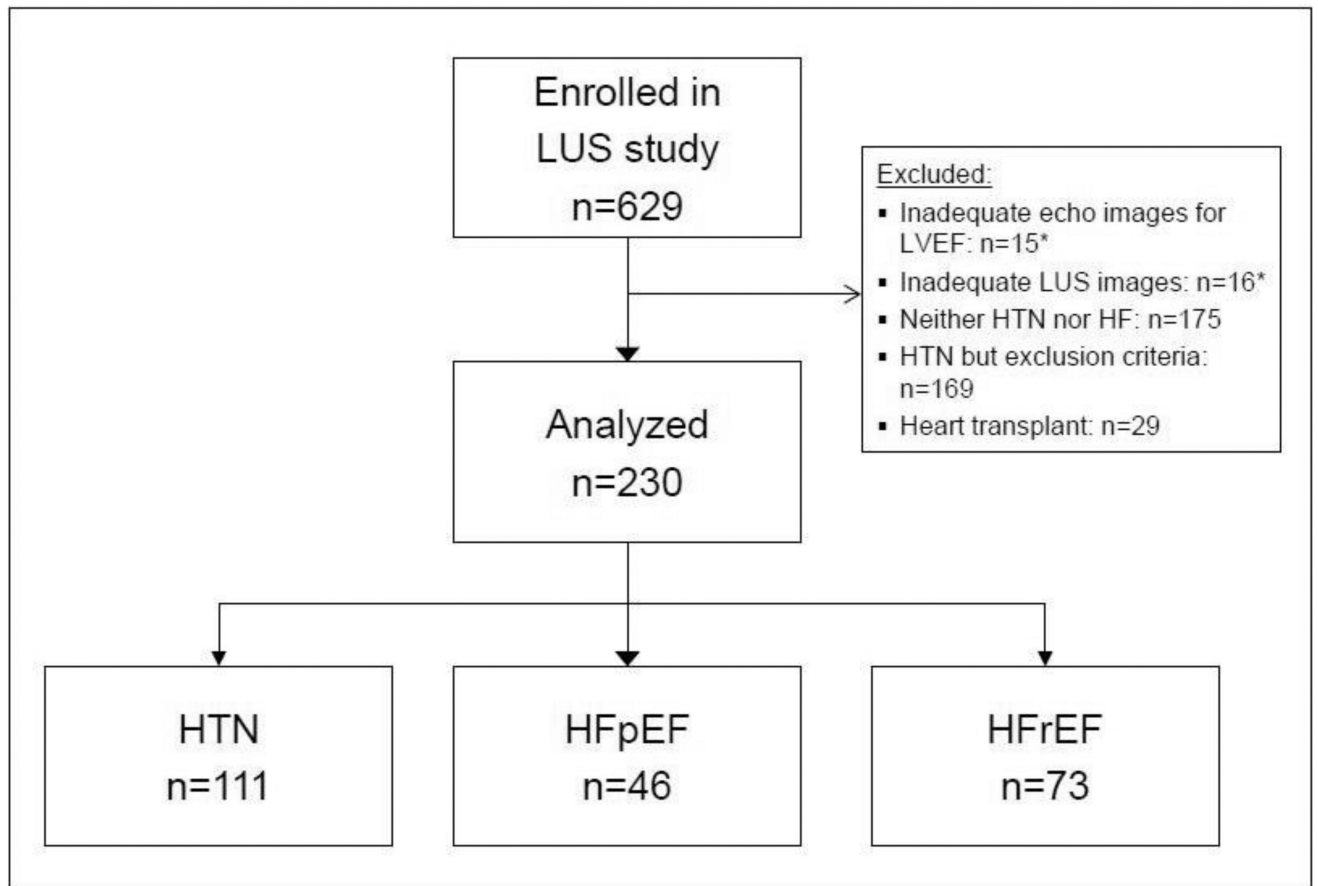 Enrolled in
LUS study
n=629
Excluded:
▪ Inadequate echo images for
LVEF: n=15*
▪ Inadequate LUS images: n=16*
▪ Neither HTN nor HF: n=175
▪ HTN but exclusion criteria:
n=169
▪ Heart transplant: n=29
Analyzed
n=230
HTN
n=111
HFpEF
n=46
HFrEF
n=73